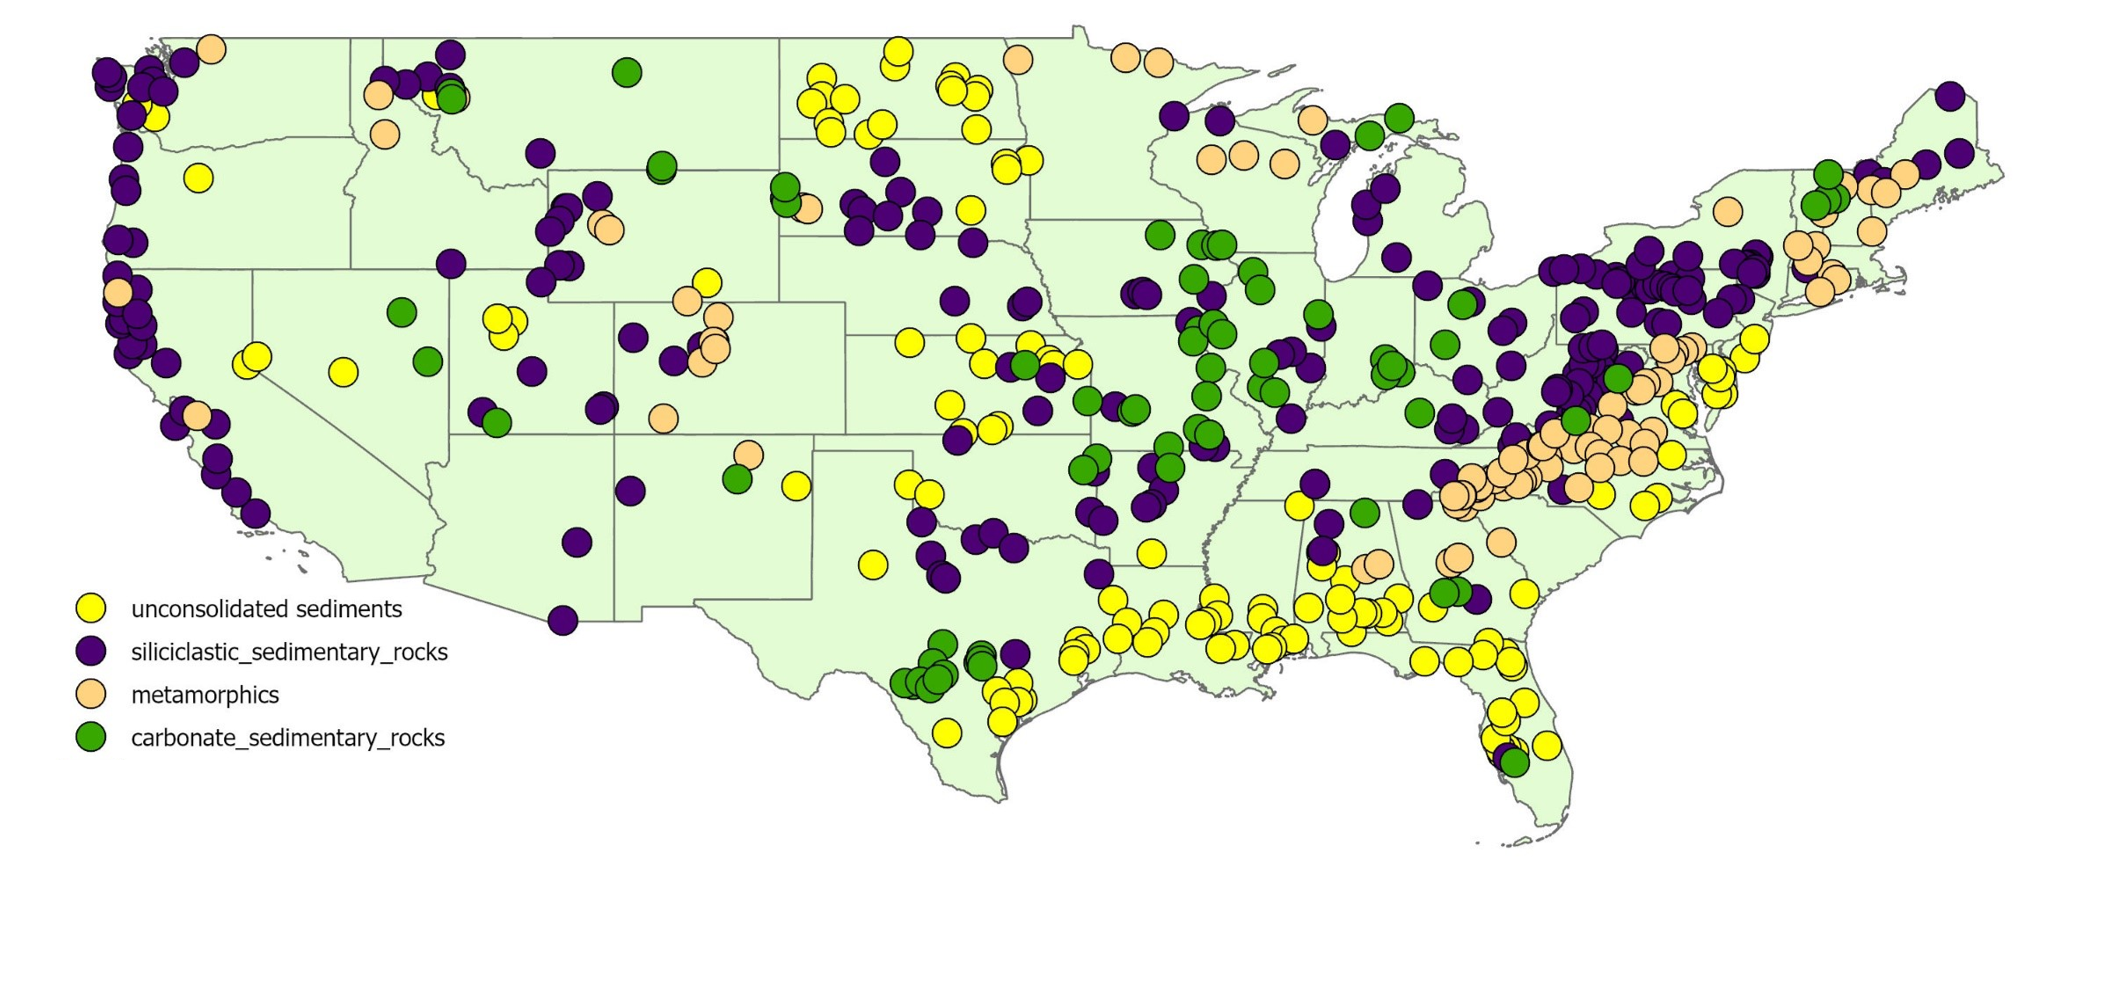 unconsolidated sediments
siliciclastic_sedimentary_rocks
metamorphics
carbonate_sedimentary_rocks